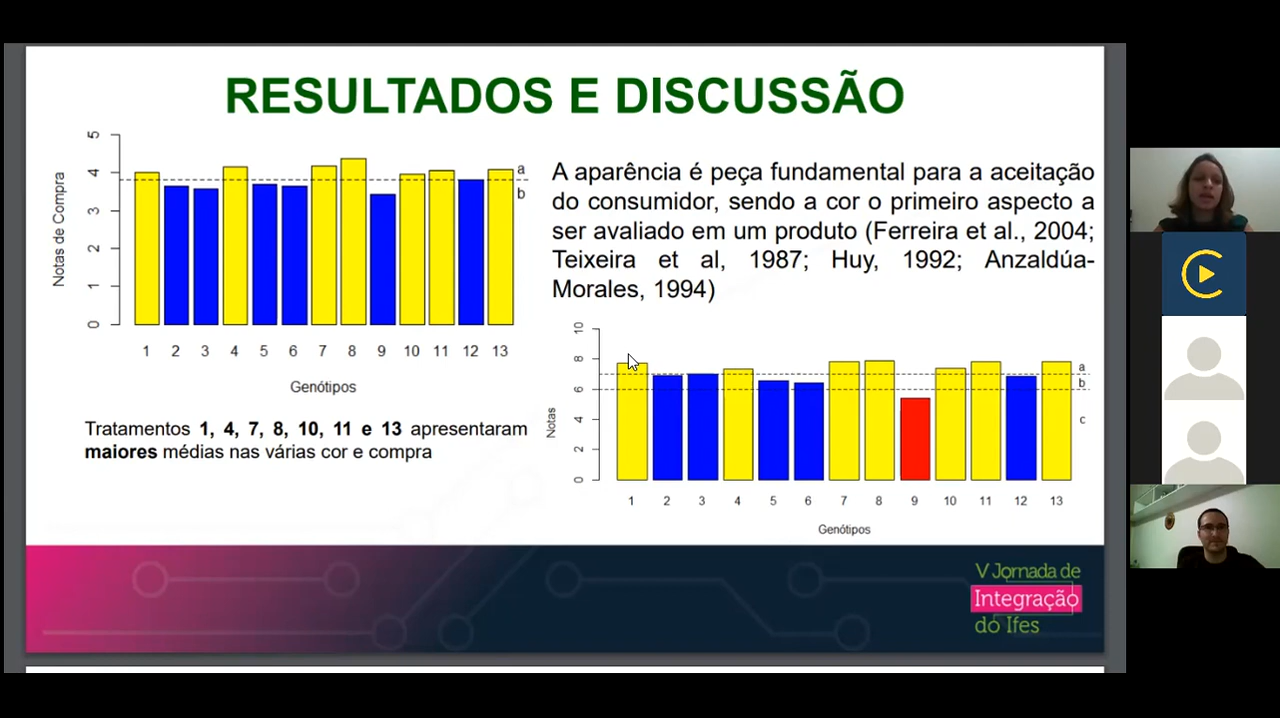 RESULTADOS E DISCUSSÃO
5
4
3
2
1
0
Notas de Compra
a
b
1 2 3 4 5 6 7 8 9 10 11 12 13
Genótipos
Tratamentos 1, 4, 7, 8, 10, 11 e 13 apresentaram
maiores médias nas várias cor e compra
A aparência é peça fundamental para a aceitação
do consumidor, sendo a cor o primeiro aspecto a
ser avaliado em um produto (Ferreira et al., 2004;
Teixeira et al, 1987; Huy, 1992; Anzaldúa-
Morales, 1994)
10
8
6
4
2
0
Notas
a
b
c
1 2 3 4 5 6 7 8 9 10 11 12 13
Genótipos
V Jornada de
Integração
do Ifes